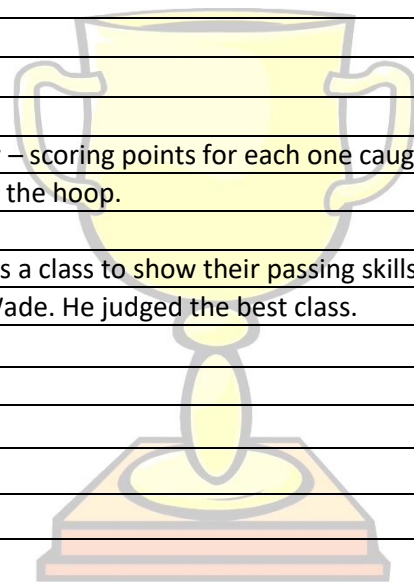 – scoring points for each one caug
the hoop.
s a class to show their passing skills
Wade. He judged the best class.